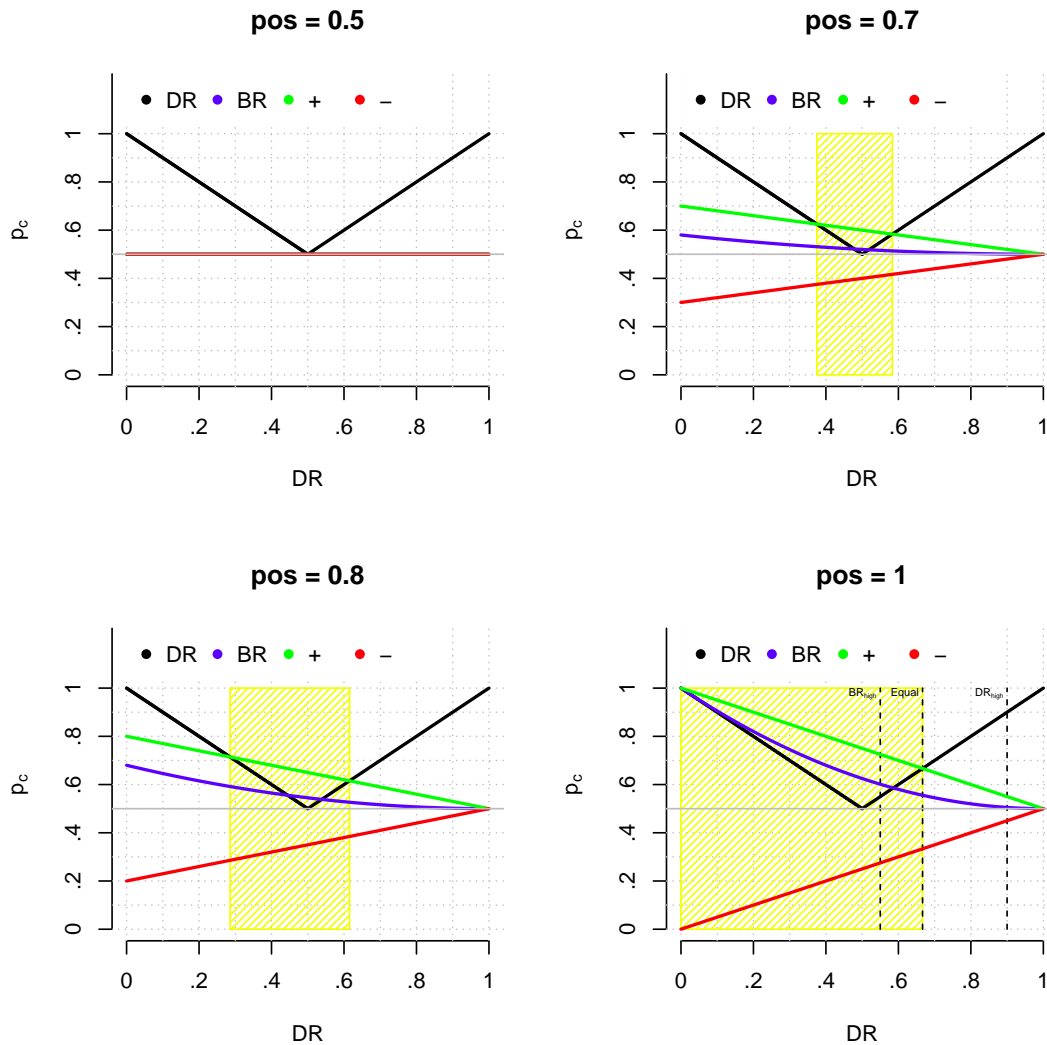 pos = 0.5
DR BR + −
p_c
1
.8
.6
.4
.2
0
0 .2 .4 .6 .8 1
DR
pos = 0.7
DR BR + −
p_c
1
.8
.6
.4
.2
0
0 .2 .4 .6 .8 1
DR
pos = 0.8
DR BR + −
p_c
1
.8
.6
.4
.2
0
0 .2 .4 .6 .8 1
DR
pos = 1
DR BR + −
BR_high Equal DR_high
p_c
1
.8
.6
.4
.2
0
0 .2 .4 .6 .8 1
DR